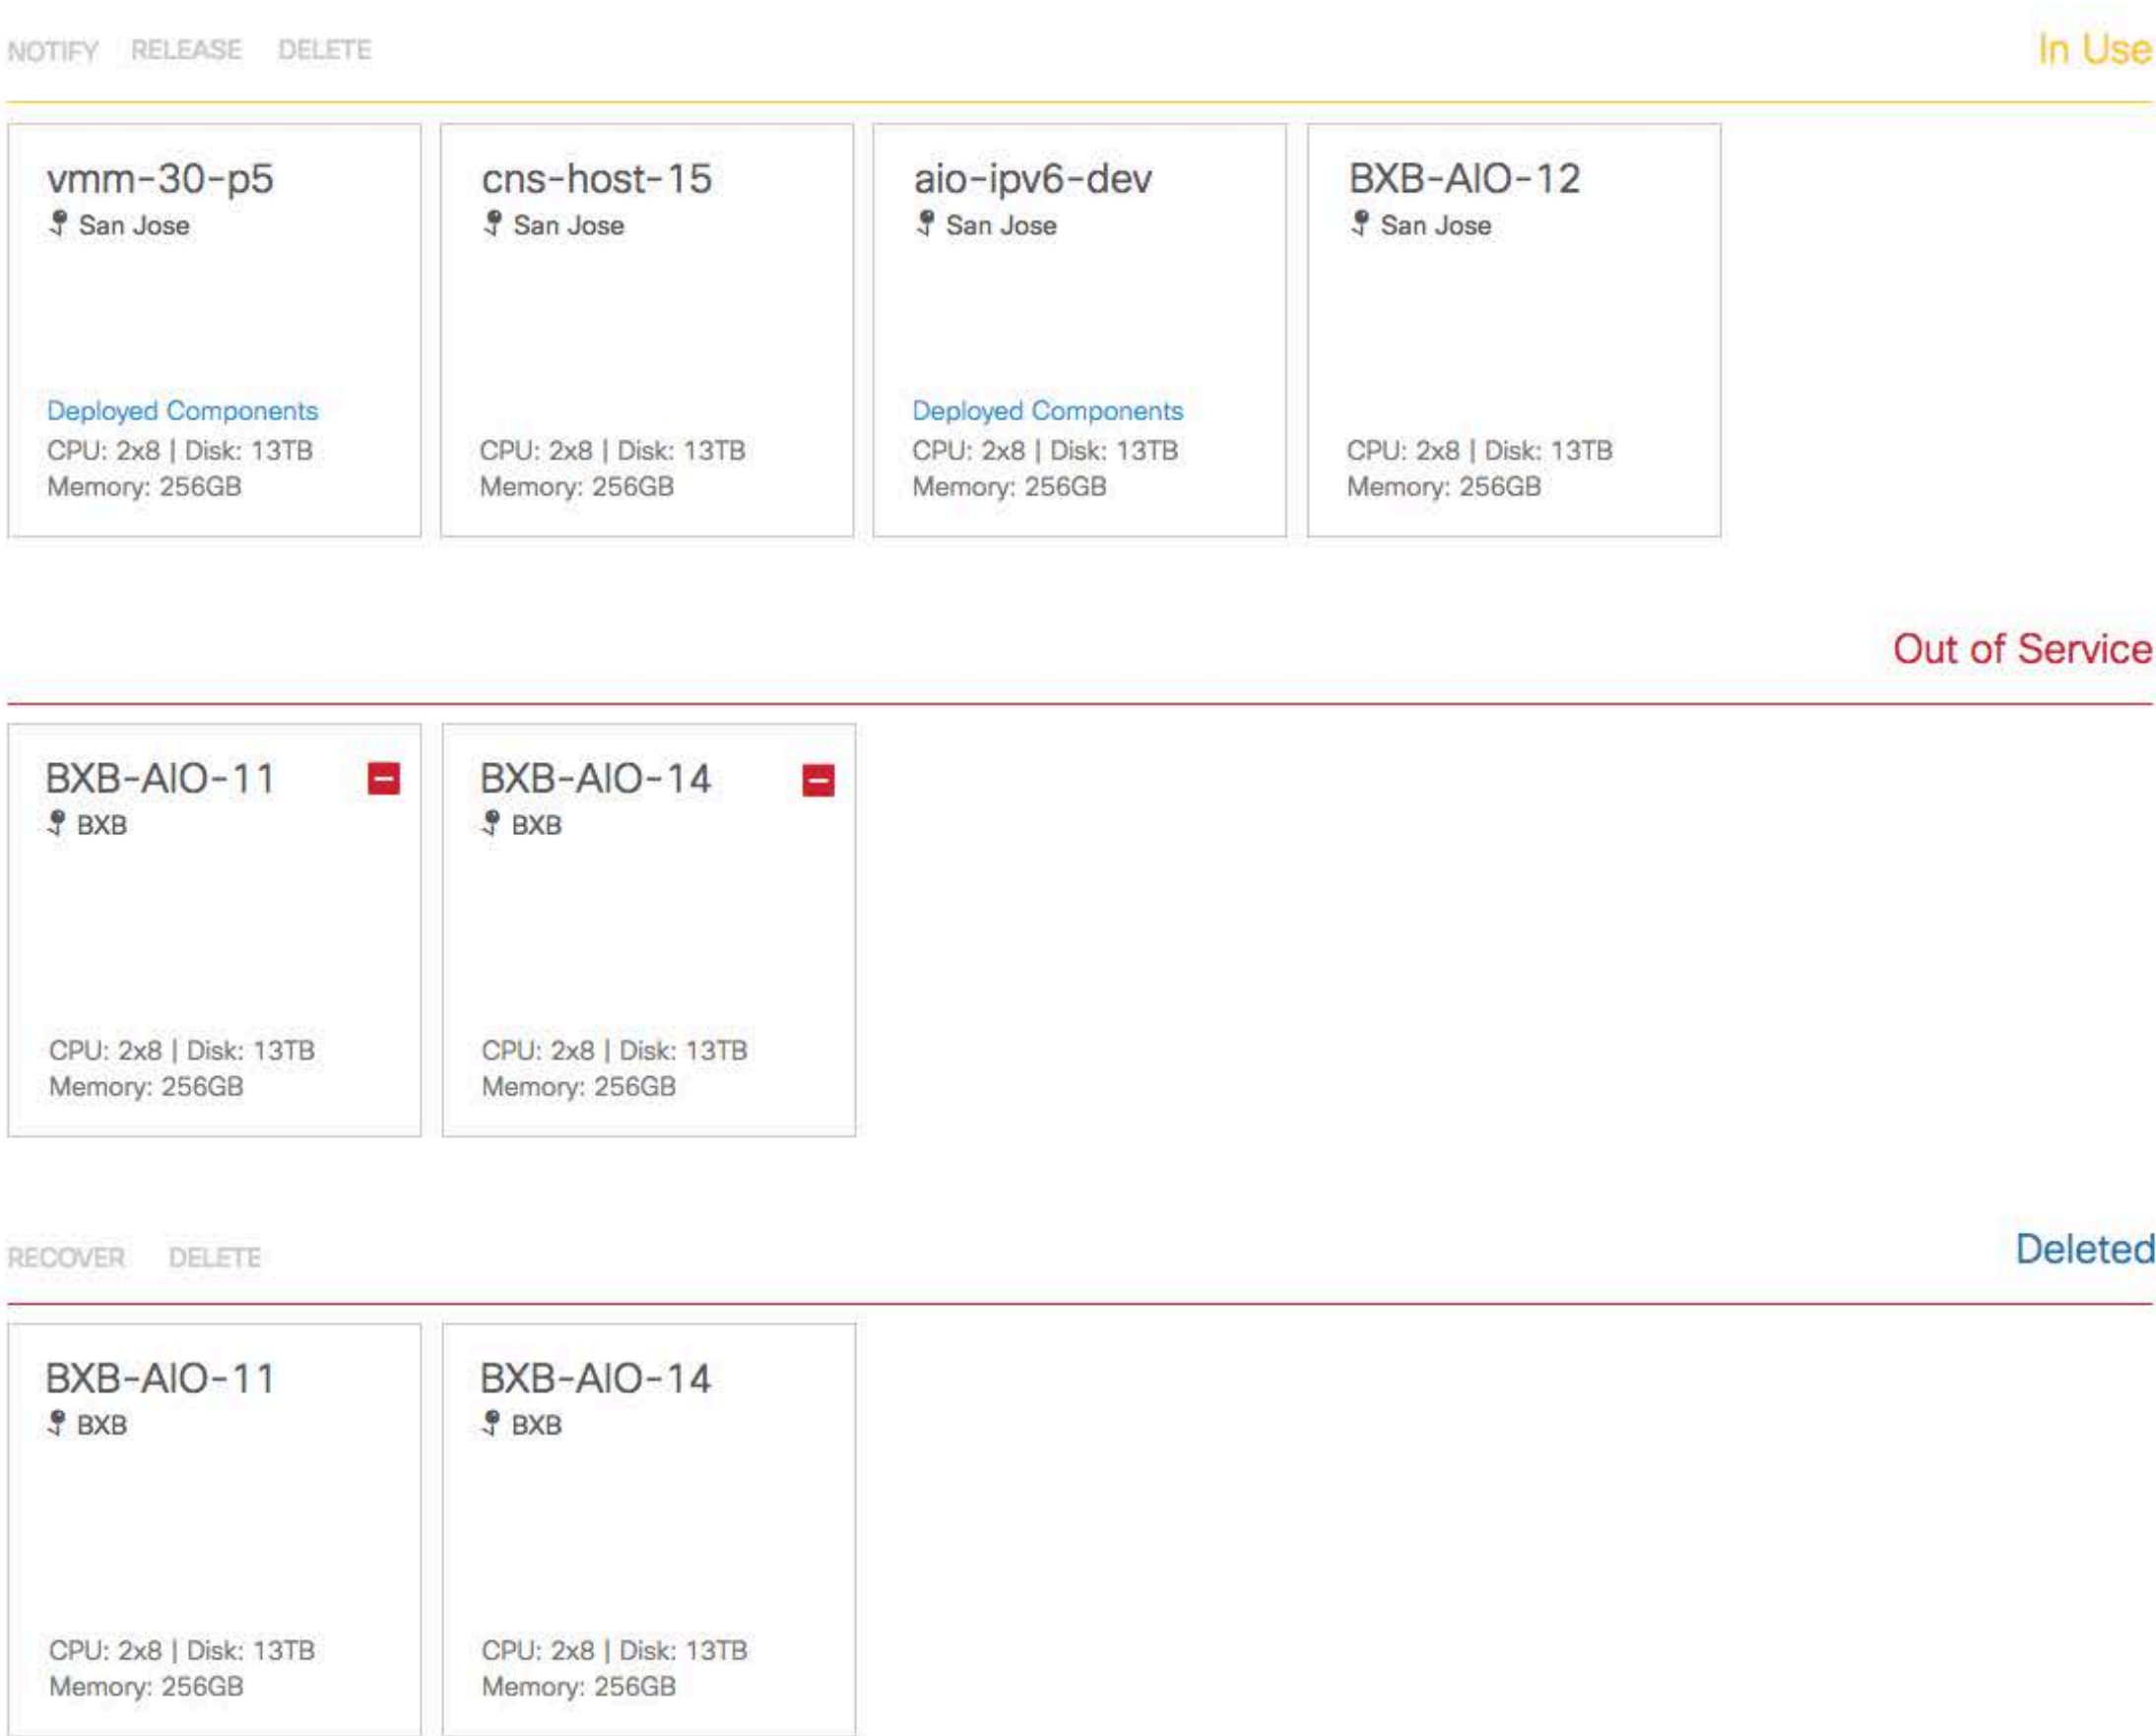 NOTIFY RELEASE DELETE
In Use
vmm-30-p5
San Jose
Deployed Components
CPU: 2x8 | Disk: 13TB
Memory: 256GB
cns-host-15
San Jose
CPU: 2x8 | Disk: 13TB
Memory: 256GB
aio-ipv6-dev
San Jose
Deployed Components
CPU: 2x8 | Disk: 13TB
Memory: 256GB
BXB-AIO-12
San Jose
CPU: 2x8 | Disk: 13TB
Memory: 256GB
Out of Service
BXB-AIO-11
BXB
CPU: 2x8 | Disk: 13TB
Memory: 256GB
BXB-AIO-14
BXB
CPU: 2x8 | Disk: 13TB
Memory: 256GB
RECOVER DELETE
Deleted
BXB-AIO-11
BXB
CPU: 2x8 | Disk: 13TB
Memory: 256GB
BXB-AIO-14
BXB
CPU: 2x8 | Disk: 13TB
Memory: 256GB